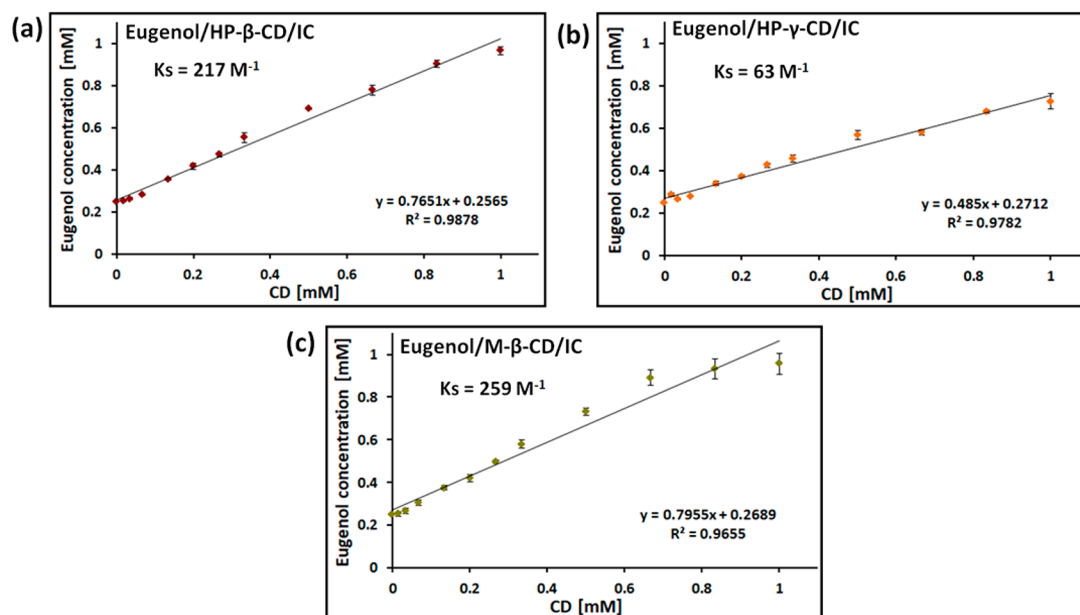 (a)
Eugenol/HP-β-CD/IC
Ks = 217 M-1
Eugenol concentration [mM]
1
0.8
0.6
0.4
0.2
0
y = 0.7651x + 0.2565
R² = 0.9878
0 0.2 0.4 0.6 0.8 1
CD [mM]
(b)
Eugenol/HP-γ-CD/IC
Ks = 63 M-1
Eugenol concentration [mM]
1
0.8
0.6
0.4
0.2
0
y = 0.485x + 0.2712
R² = 0.9782
0 0.2 0.4 0.6 0.8 1
CD [mM]
(c)
Eugenol/M-β-CD/IC
Ks = 259 M-1
Eugenol concentration [mM]
1
0.8
0.6
0.4
0.2
0
y = 0.7955x + 0.2689
R² = 0.9655
0 0.2 0.4 0.6 0.8 1
CD [mM]